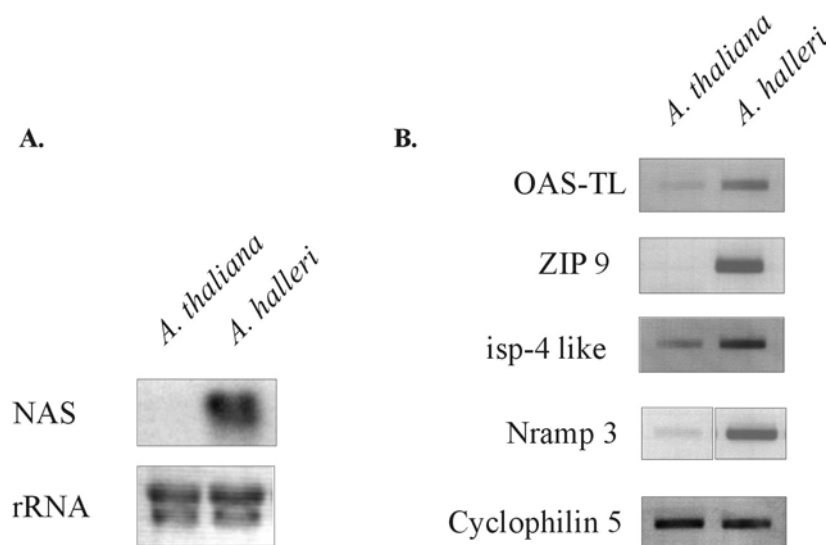 A.
A. thaliana
A. halleri
NAS
rRNA
B.
A. thaliana
A. halleri
OAS-TL
ZIP 9
isp-4 like
Nramp 3
Cyclophilin 5